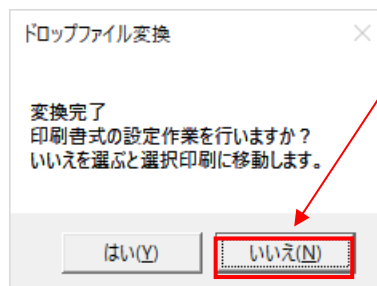 ドロップファイル変換
変換完了
印刷書式の設定作業を行いますか？
いいえを選ぶと選択印刷に移動します。
はい(Y) いいえ(N)